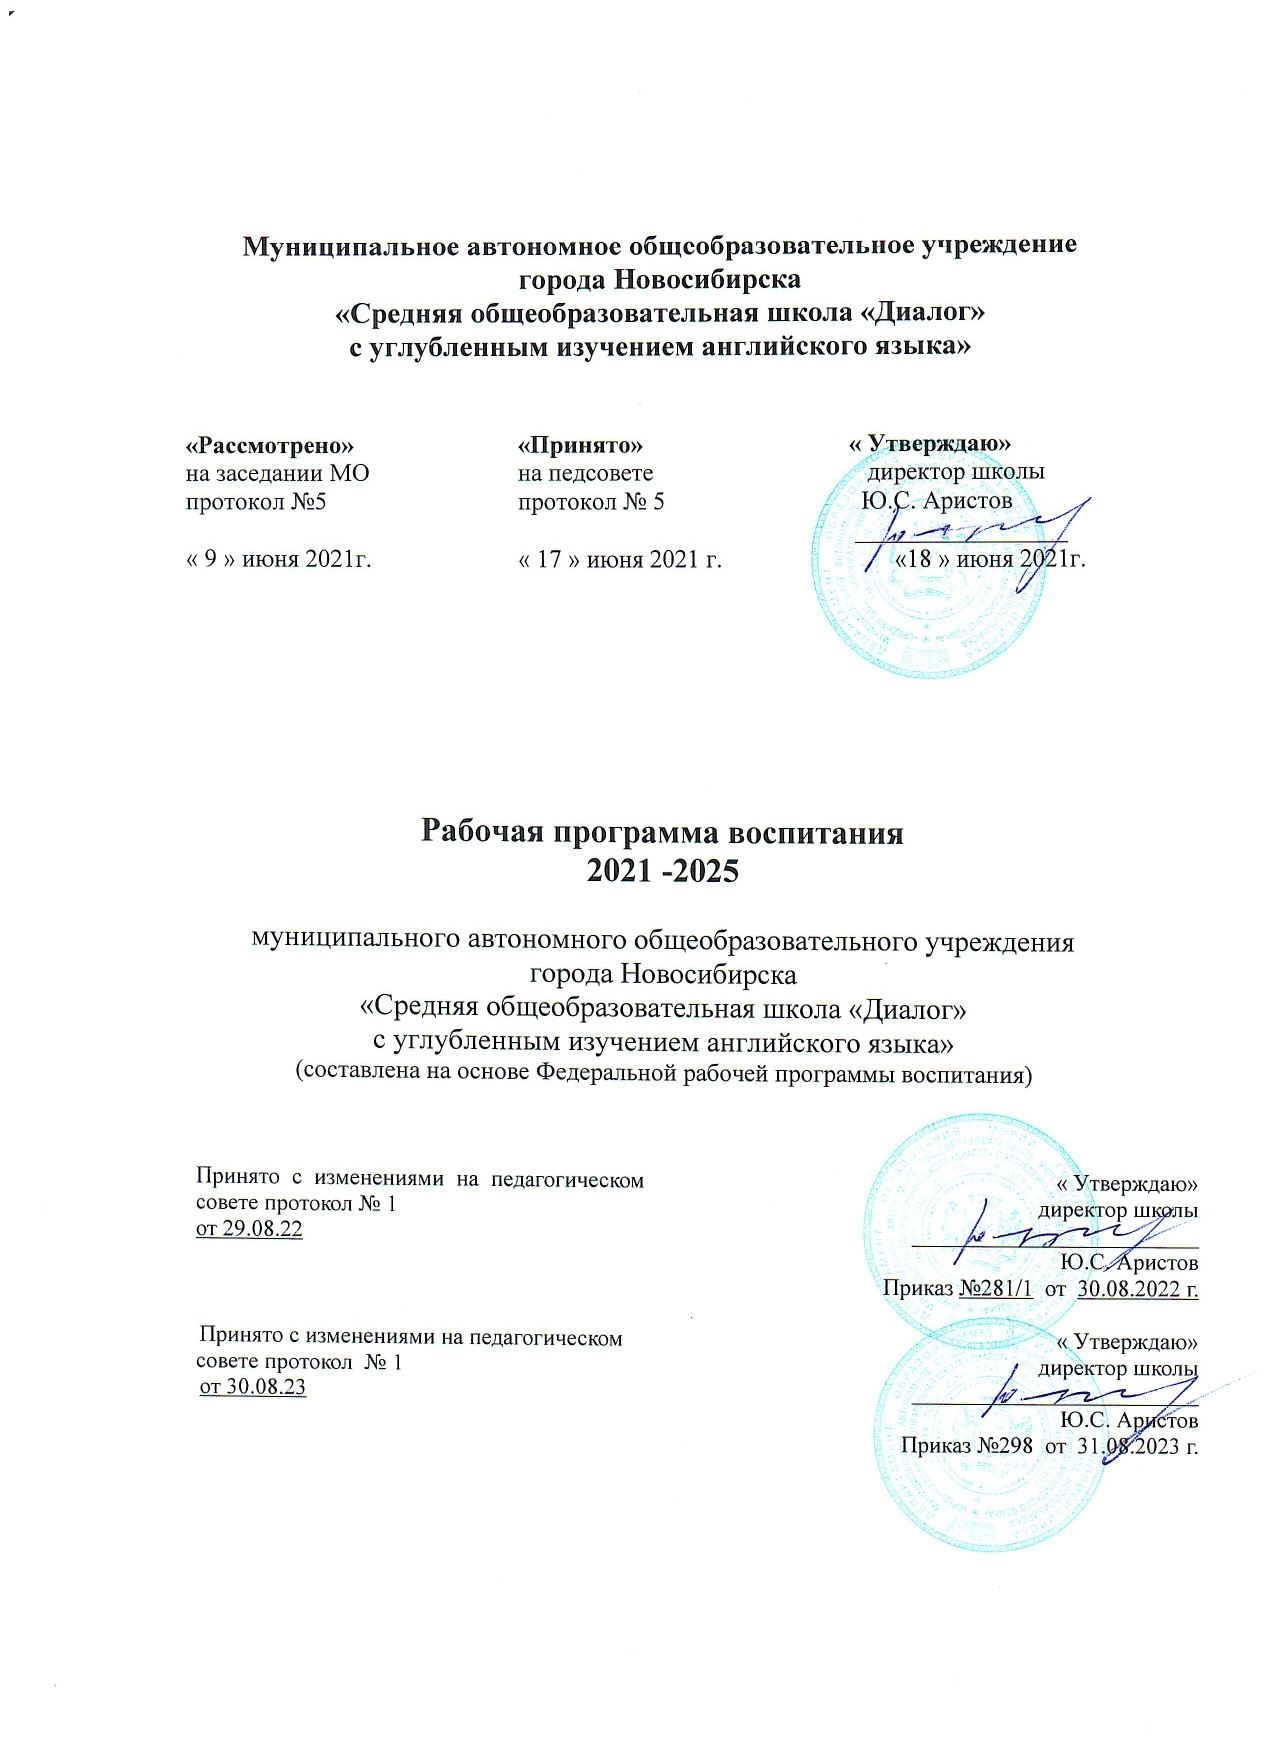 Муниципальное автономное общеобразовательное учреждение
города Новосибирска
«Средняя общеобразовательная школа «Диалог»
с углубленным изучением английского языка»
«Рассмотрено» «Принято» « Утверждаю»
на заседании МО на педсовете директор школы
протокол №5 протокол № 5 Ю.С. Аристов
« 9 » июня 2021г. « 17 » июня 2021 г. «18 » июня 2021г.
Рабочая программа воспитания
2021 -2025
муниципального автономного общеобразовательного учреждения
города Новосибирска
«Средняя общеобразовательная школа «Диалог»
с углубленным изучением английского языка»
(составлена на основе Федеральной рабочей программы воспитания)
Принято с изменениями на педагогическом
совете протокол № 1
от 29.08.22
« Утверждаю»
директор школы
Ю.С. Аристов
Приказ №281/1 от 30.08.2022 г.
Принято с изменениями на педагогическом
совете протокол № 1
от 30.08.23
« Утверждаю»
директор школы
Ю.С. Аристов
Приказ №298 от 31.08.2023 г.